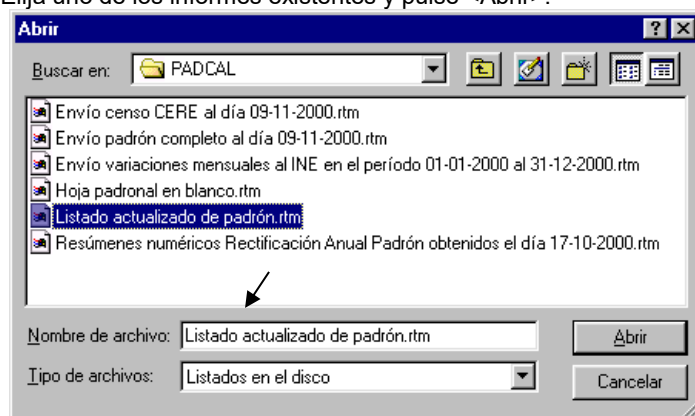 Elija uno de los informes existentes y pulse <Abrir>.
Abrir
Buscar en: PADCAL
Envío censo CERE al día 09-11-2000.rtm
Envío padrón completo al día 09-11-2000.rtm
Envío variaciones mensuales al INE en el período 01-01-2000 al 31-12-2000.rtm
Hoja padronal en blanco.rtm
Listado actualizado de padrón.rtm
Resúmenes numéricos Rectificación Anual Padrón obtenidos el día 17-10-2000.rtm
Nombre de archivo: Listado actualizado de padrón.rtm Abrir
Tipo de archivos: Listados en el disco Cancelar